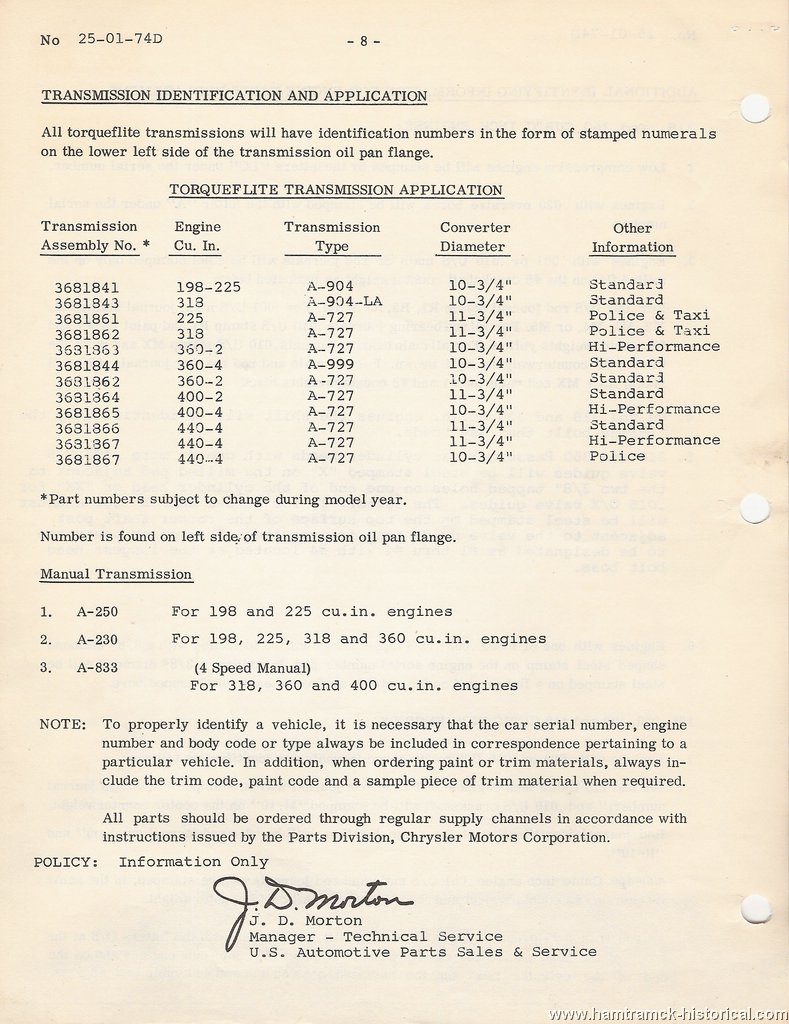 No 25-01-74D - 8 -
TRANSMISSION IDENTIFICATION AND APPLICATION
All torqueflite transmissions will have identification numbers in the form of stamped numerals
on the lower left side of the transmission oil pan flange.
TORQUEFLITE TRANSMISSION APPLICATION
Transmission Engine Transmission Converter Other
Assembly No. * Cu. In. Type Diameter Information
3681841 198-225 A-904 10-3/4" Standard
3681843 318 A-904-LA 10-3/4" Standard
3681861 225 A-727 11-3/4" Police & Taxi
3681862 318 A-727 11-3/4" Police & Taxi
3681863 360-2 A-727 10-3/4" Hi-Performance
3681844 360-4 A-999 10-3/4" Standard
3681862 360-2 A-727 10-3/4" Standard
3681864 400-2 A-727 11-3/4" Standard
3681865 400-4 A-727 10-3/4" Hi-Performance
3681866 440-4 A-727 11-3/4" Standard
3681867 440-4 A-727 11-3/4" Hi-Performance
3681867 440-4 A-727 10-3/4" Police
*Part numbers subject to change during model year.
Number is found on left side of transmission oil pan flange.
Manual Transmission
1. A-250 For 198 and 225 cu.in. engines
2. A-230 For 198, 225, 318 and 360 cu.in. engines
3. A-833 (4 Speed Manual)
For 318, 360 and 400 cu.in. engines
NOTE: To properly identify a vehicle, it is necessary that the car serial number, engine
number and body code or type always be included in correspondence pertaining to a
particular vehicle. In addition, when ordering paint or trim materials, always in-
clude the trim code, paint code and a sample piece of trim material when required.
All parts should be ordered through regular supply channels in accordance with
instructions issued by the Parts Division, Chrysler Motors Corporation.
POLICY: Information Only
J. D. Morton
J. D. Morton
Manager - Technical Service
U.S. Automotive Parts Sales & Service
www.hamtramck-historical.com